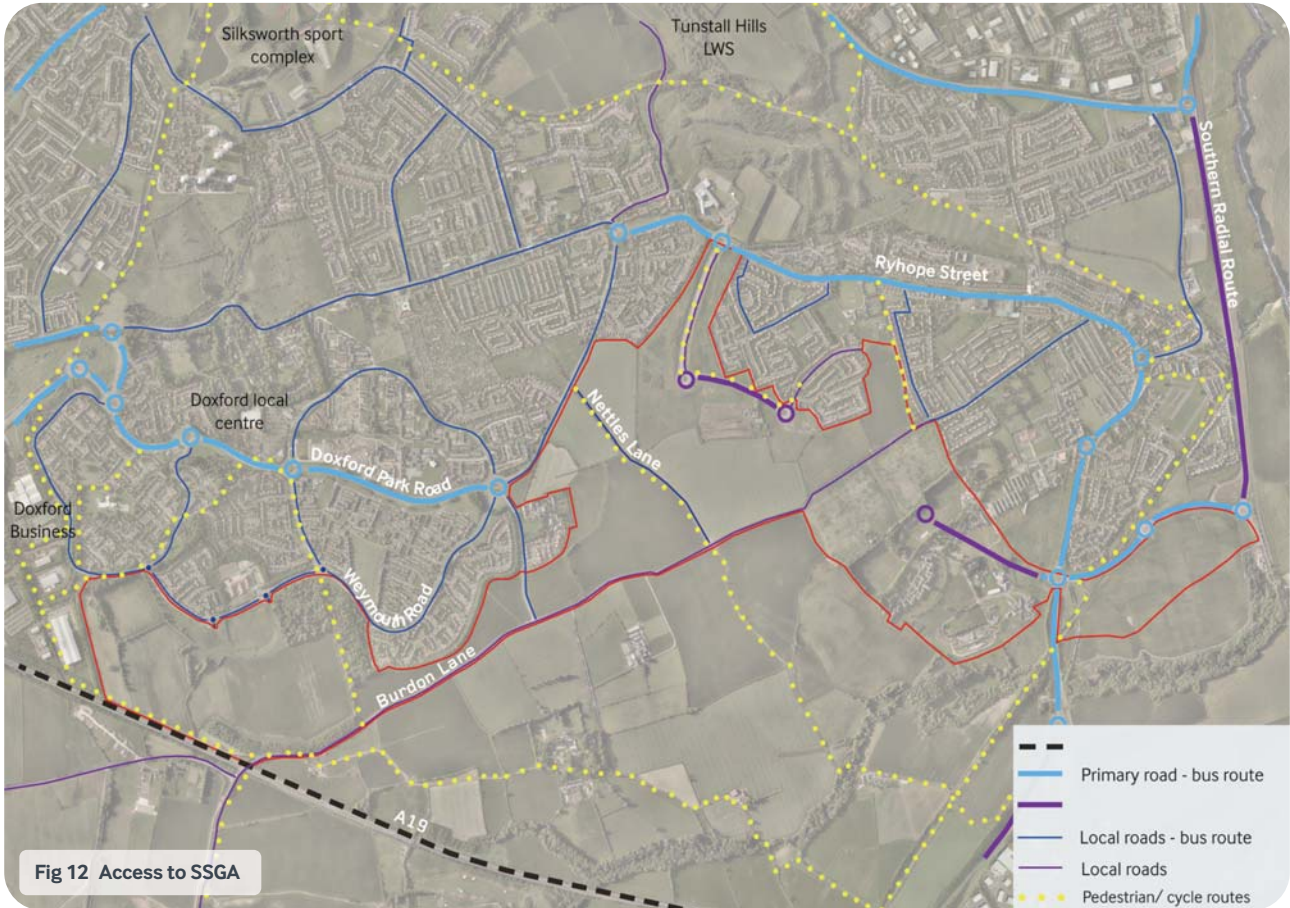 Silksworth sport
complex
Tunstall Hills
LWS
Southern Radial Route
Ryhope Street
Nettles Lane
Doxford local
centre
Doxford Park Road
Doxford
Business
Weymouth Road
Burdon Lane
A19
Primary road - bus route
Local roads - bus route
Local roads
Pedestrian/ cycle routes
Fig 12 Access to SSGA